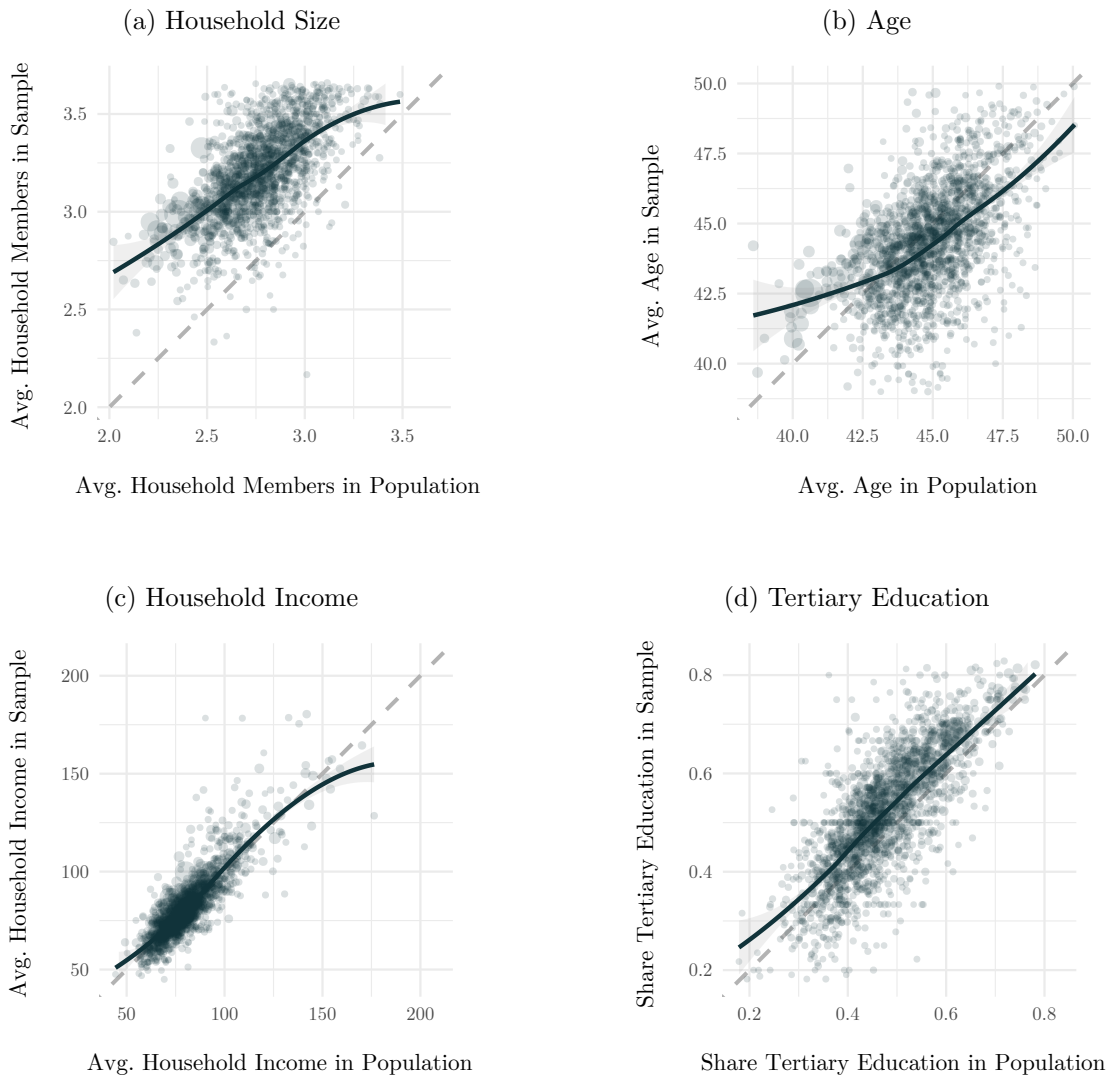 (a) Household Size
Avg. Household Members in Sample
3.5
3.0
2.5
2.0
2.0 2.5 3.0 3.5
Avg. Household Members in Population
(b) Age
Avg. Age in Sample
50.0
47.5
45.0
42.5
40.0
40.0 42.5 45.0 47.5 50.0
Avg. Age in Population
(c) Household Income
Avg. Household Income in Sample
200
150
100
50
50 100 150 200
Avg. Household Income in Population
(d) Tertiary Education
Share Tertiary Education in Sample
0.8
0.6
0.4
0.2
0.2 0.4 0.6 0.8
Share Tertiary Education in Population